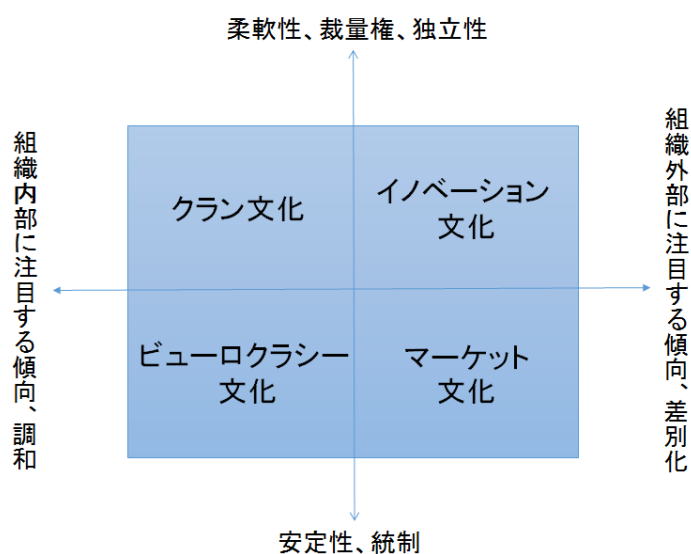 柔軟性、裁量権、独立性
組織内部に注目する傾向、調和
組織外部に注目する傾向、差別化
クラン文化
イノベーション
文化
ビューロクラシー
文化
マーケット
文化
安定性、統制